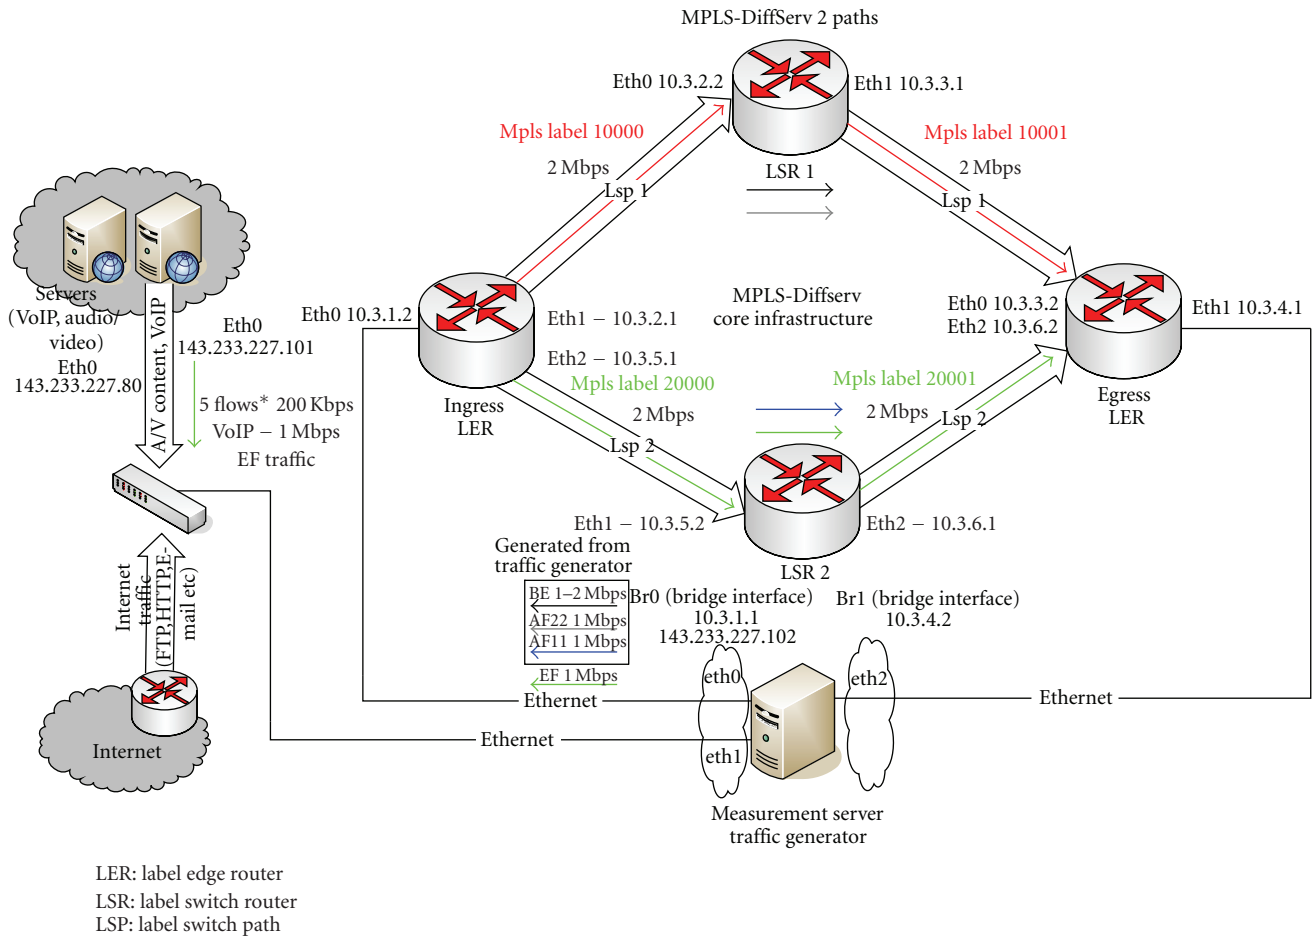 MPLS-DiffServ 2 paths
Eth0 10.3.2.2
Eth1 10.3.3.1
Mpls label 10000
Mpls label 10001
2 Mbps
LSR 1
2 Mbps
Lsp 1
Lsp 1
Servers
(VoIP, audio/
video)
Eth0
143.233.227.80
A/V content, VoIP
Eth0
143.233.227.101
5 flows* 200 Kbps
VoIP − 1 Mbps
EF traffic
Eth0 10.3.1.2
Eth1 − 10.3.2.1
Eth2 − 10.3.5.1
Ingress
LER
MPLS-Diffserv
core infrastructure
Eth0 10.3.3.2
Eth2 10.3.6.2
Eth1 10.3.4.1
Egress
LER
Mpls label 20000
2 Mbps
Lsp 2
Mpls label 20001
2 Mbps
Lsp 2
Eth1 − 10.3.5.2
Eth2 − 10.3.6.1
LSR 2
Generated from
traffic generator
BE 1–2 Mbps
AF22 1 Mbps
AF11 1 Mbps
EF 1 Mbps
Br0 (bridge interface)
10.3.1.1
143.233.227.102
Br1 (bridge interface)
10.3.4.2
Internet
traffic
(FTP,HTTP,E-
mail etc)
Internet
eth0
eth2
Ethernet
Ethernet
Ethernet
eth1
Measurement server
traffic generator
LER: label edge router
LSR: label switch router
LSP: label switch path